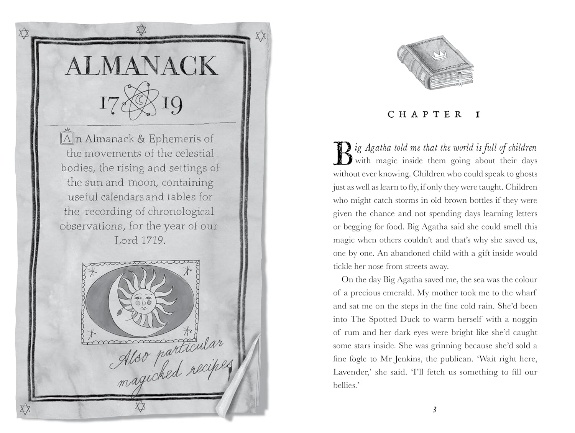 ALMANACK
17 19
An Almanack & Ephemeris of
the movements of the celestial
bodies, the rising and settings of
the sun and moon, containing
useful calendars and tables for
the recording of chronological
observations, for the year of our
Lord 1719.
Also particular
magicked recipes
CHAPTER 1
Big Agatha told me that the world is full of children
with magic inside them going about their days
without ever knowing. Children who could speak to ghosts
just as well as learn to fly, if only they were taught. Children
who might catch storms in old brown bottles if they were
given the chance and not spending days learning letters
or begging for food. Big Agatha said she could smell this
magic when others couldn't and that's why she saved us,
one by one. An abandoned child with a gift inside would
tickle her nose from streets away.
On the day Big Agatha saved me, the sea was the colour
of a precious emerald. My mother took me to the wharf
and sat me on the steps in the fine cold rain. She'd been
into The Spotted Duck to warm herself with a noggin
of rum and her dark eyes were bright like she'd caught
some stars inside. She was grinning because she'd sold a
fine fogle to Mr Jenkins, the publican. 'Wait right here,
Lavender,' she said. 'I'll fetch us something to fill our
bellies.'
3